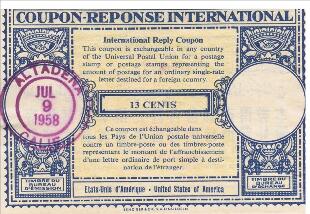 COUPON-REPONSE INTERNATIONAL
International Reply Coupon
This coupon is exchangeable in any country
of the Universal Postal Union for a postage
stamp or postage stamps representing the
amount of postage for an ordinary single-rate
letter destined for a foreign country.
ALTADENA
JUL
9
1958
CALIF.
13 CENTS
Ce coupon est échangeable dans
tous les Pays de l'Union postale universelle
contre un timbre-poste ou des timbres-poste
représentant le montant de l'affranchissement
d'une lettre ordinaire de port simple à desti-
nation de l'étranger.
TIMBRE DU
BUREAU
D'ÉMISSION
TIMBRE DU
BUREAU
D'ÉCHANGE
Etats-Unis d'Amérique - United States of America